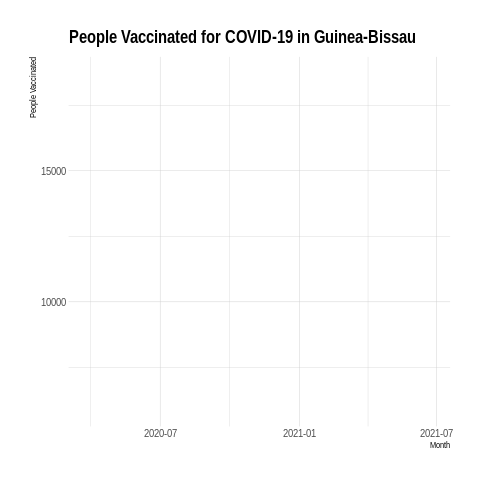 People Vaccinated for COVID-19 in Guinea-Bissau
People Vaccinated
15000
10000
2020-07 2021-01 2021-07
Month